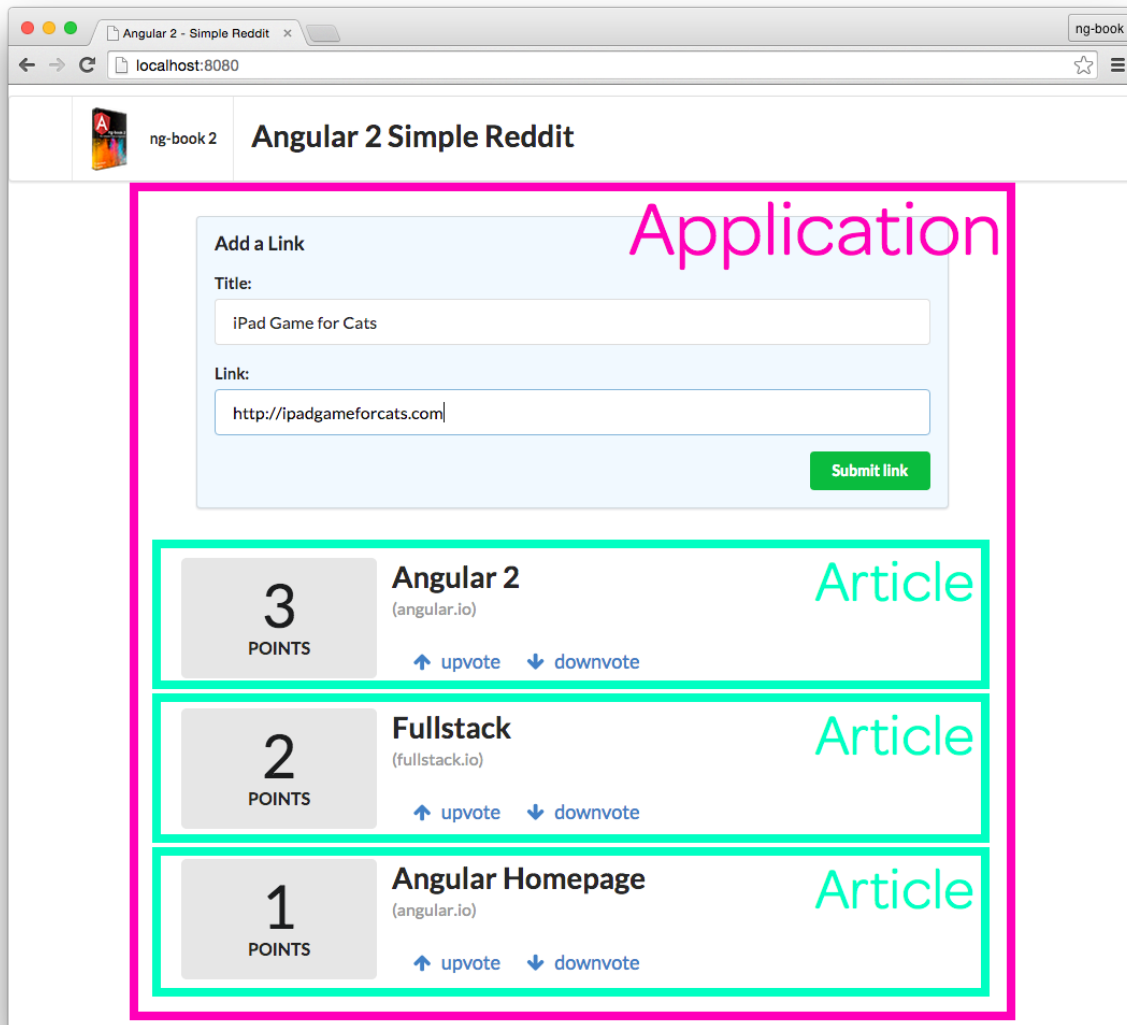 Angular 2 - Simple Reddit
ng-book
localhost:8080
ng-book 2
Angular 2 Simple Reddit
Application
Add a Link
Title:
iPad Game for Cats
Link:
http://ipadgameforcats.com
Submit link
Article
3
POINTS
Angular 2
(angular.io)
upvote downvote
Article
2
POINTS
Fullstack
(fullstack.io)
upvote downvote
Article
1
POINTS
Angular Homepage
(angular.io)
upvote downvote